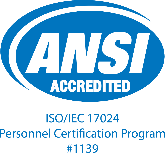 ANSI
ACCREDITED
ISO/IEC 17024
Personnel Certification Program
#1139